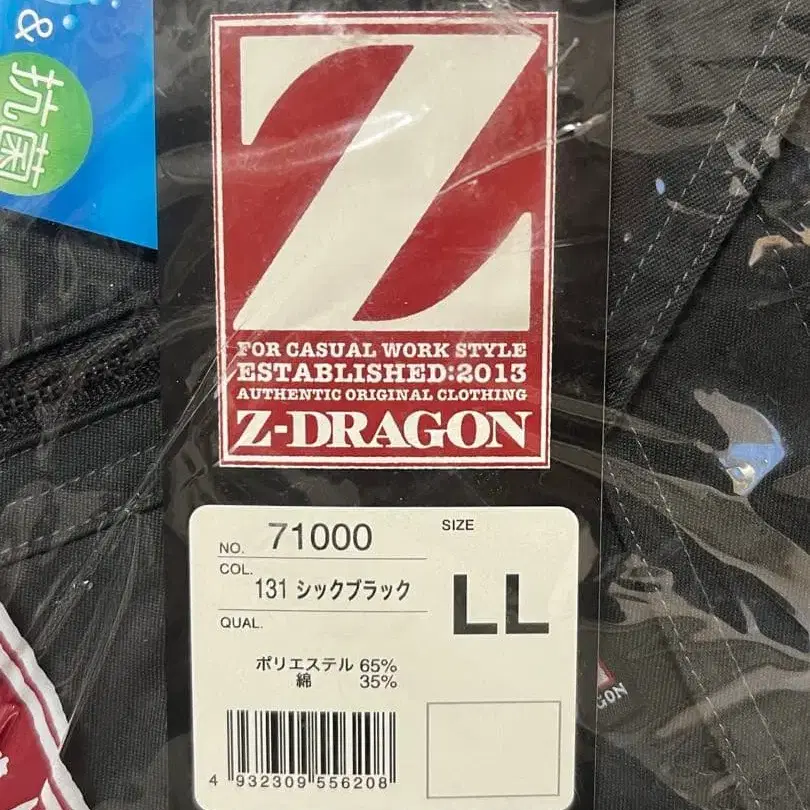 &
抗菌
Z
FOR CASUAL WORK STYLE
ESTABLISHED:2013
AUTHENTIC ORIGINAL CLOTHING
Z-DRAGON
NO. 71000
SIZE
COL.
131 シックブラック
LL
QUAL.
ポリエステル 65%
綿 35%
4 932309 556208
GON